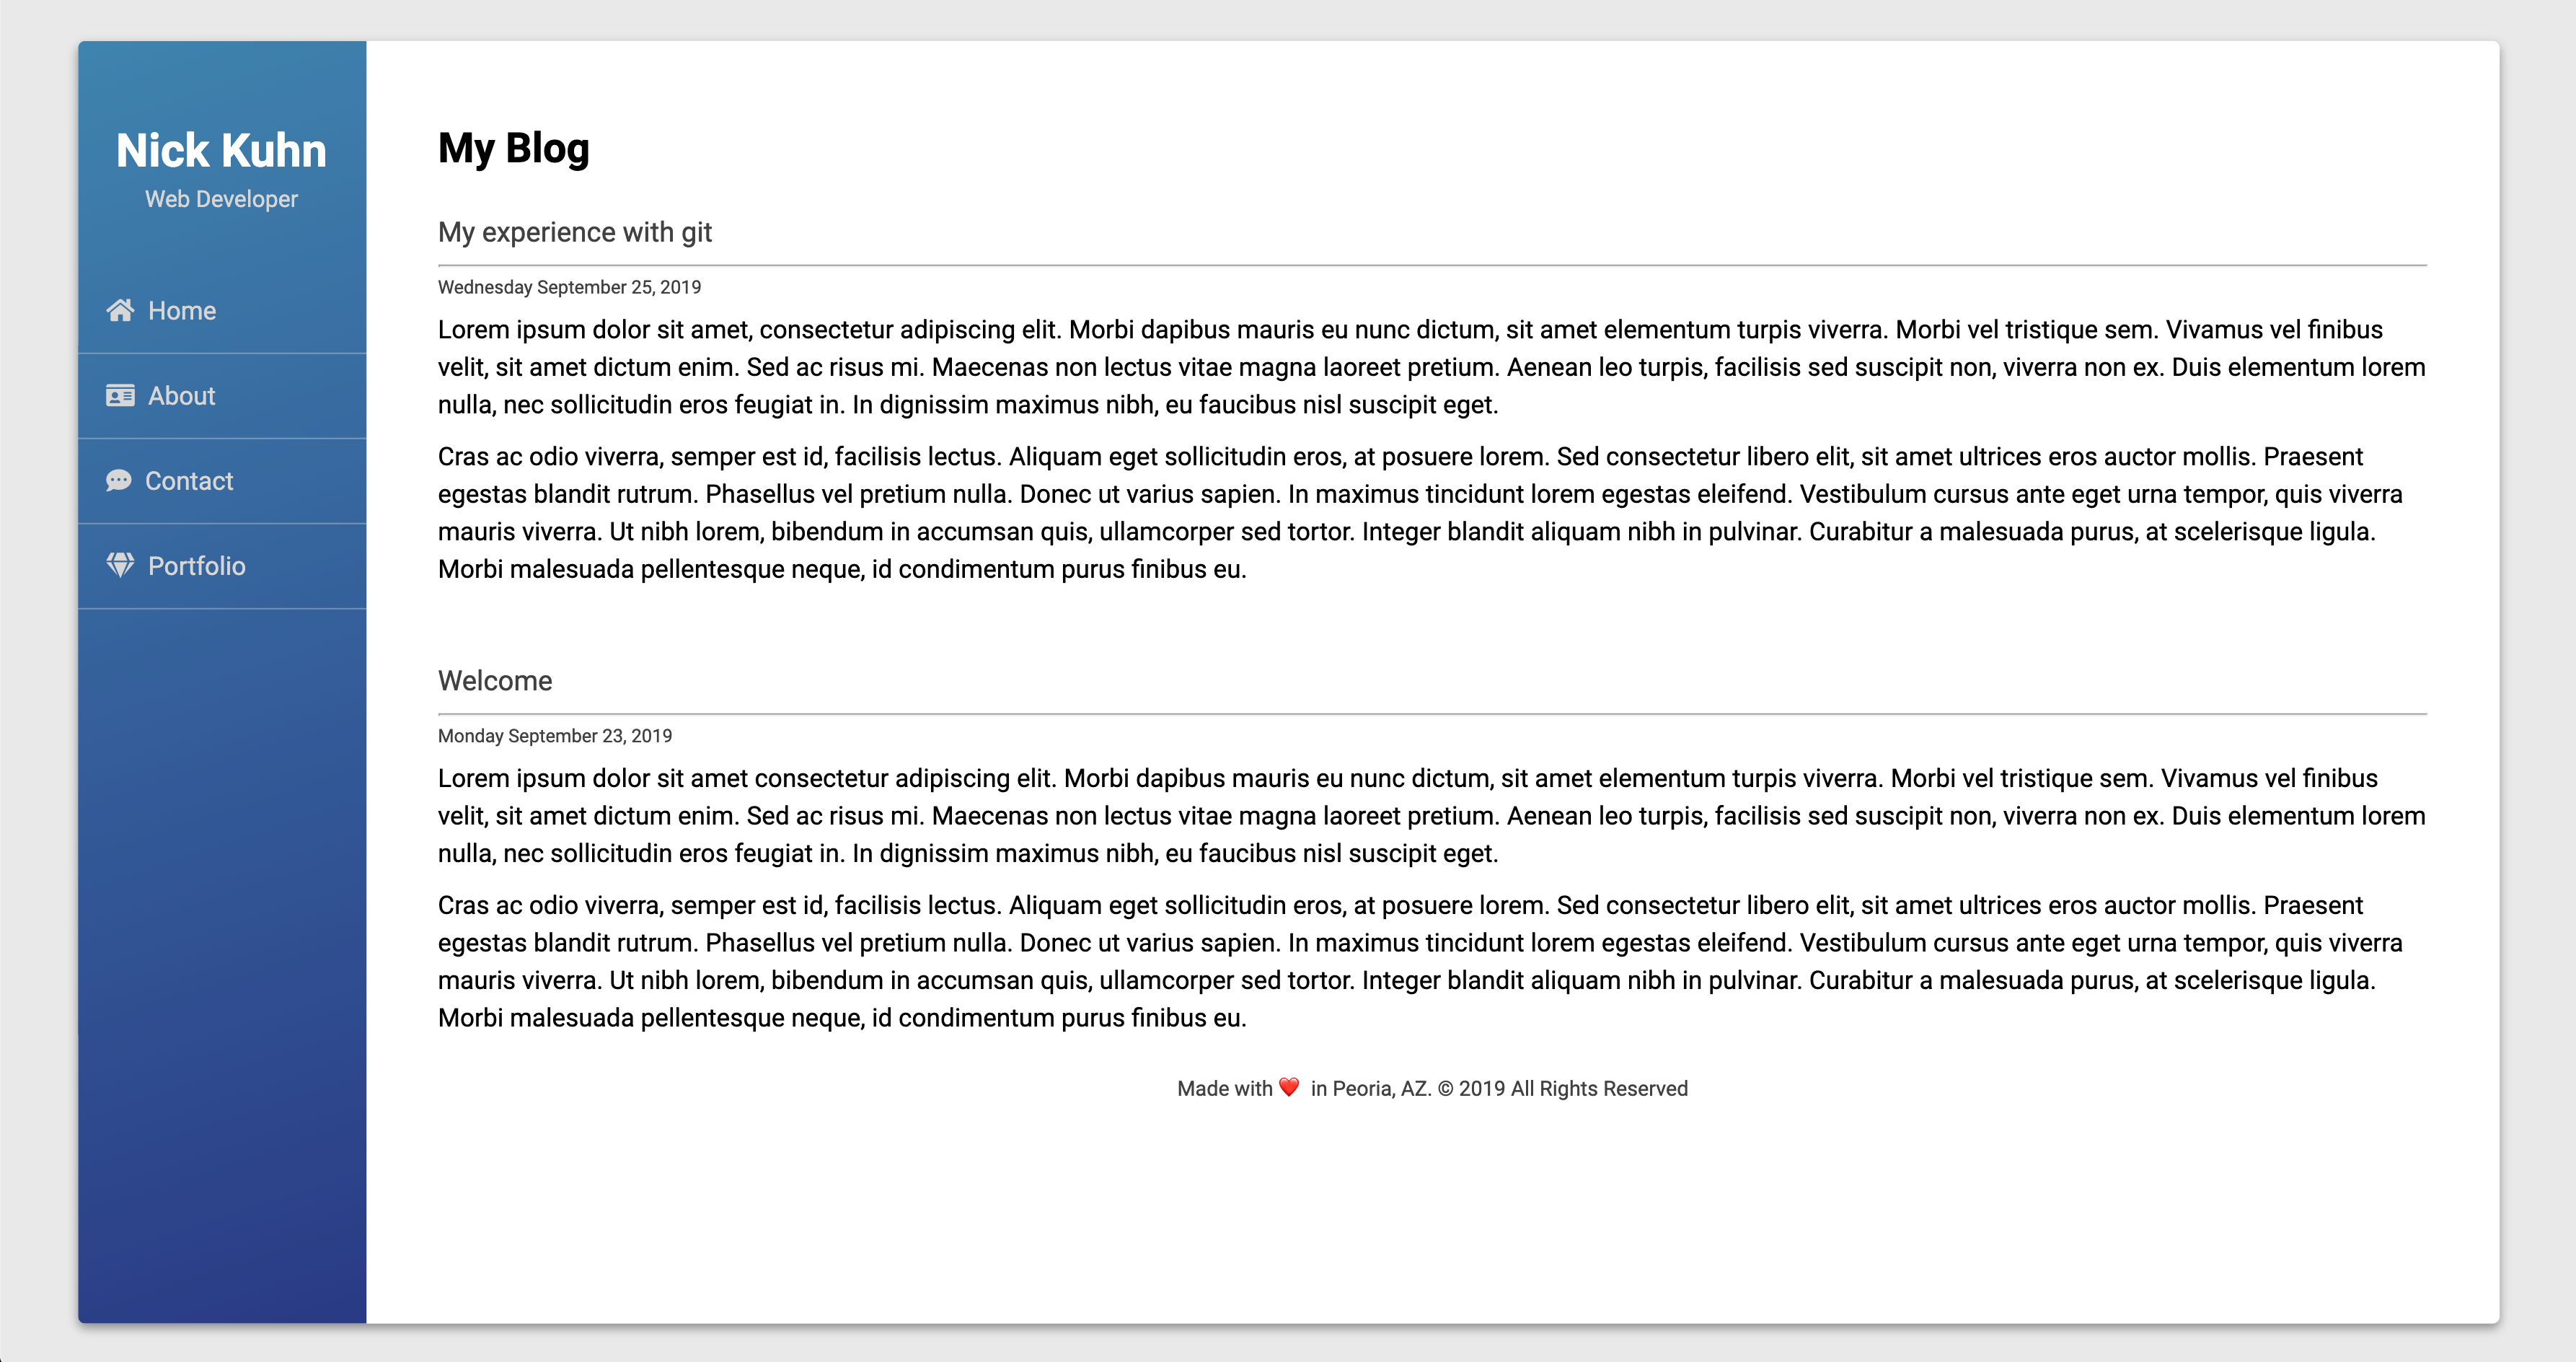 Nick Kuhn
Web Developer
Home
About
Contact
Portfolio
My Blog
My experience with git
Wednesday September 25, 2019
Lorem ipsum dolor sit amet, consectetur adipiscing elit. Morbi dapibus mauris eu nunc dictum, sit amet elementum turpis viverra. Morbi vel tristique sem. Vivamus vel finibus
velit, sit amet dictum enim. Sed ac risus mi. Maecenas non lectus vitae magna laoreet pretium. Aenean leo turpis, facilisis sed suscipit non, viverra non ex. Duis elementum lorem
nulla, nec sollicitudin eros feugiat in. In dignissim maximus nibh, eu faucibus nisl suscipit eget.
Cras ac odio viverra, semper est id, facilisis lectus. Aliquam eget sollicitudin eros, at posuere lorem. Sed consectetur libero elit, sit amet ultrices eros auctor mollis. Praesent
egestas blandit rutrum. Phasellus vel pretium nulla. Donec ut varius sapien. In maximus tincidunt lorem egestas eleifend. Vestibulum cursus ante eget urna tempor, quis viverra
mauris viverra. Ut nibh lorem, bibendum in accumsan quis, ullamcorper sed tortor. Integer blandit aliquam nibh in pulvinar. Curabitur a malesuada purus, at scelerisque ligula.
Morbi malesuada pellentesque neque, id condimentum purus finibus eu.
Welcome
Monday September 23, 2019
Lorem ipsum dolor sit amet consectetur adipiscing elit. Morbi dapibus mauris eu nunc dictum, sit amet elementum turpis viverra. Morbi vel tristique sem. Vivamus vel finibus
velit, sit amet dictum enim. Sed ac risus mi. Maecenas non lectus vitae magna laoreet pretium. Aenean leo turpis, facilisis sed suscipit non, viverra non ex. Duis elementum lorem
nulla, nec sollicitudin eros feugiat in. In dignissim maximus nibh, eu faucibus nisl suscipit eget.
Cras ac odio viverra, semper est id, facilisis lectus. Aliquam eget sollicitudin eros, at posuere lorem. Sed consectetur libero elit, sit amet ultrices eros auctor mollis. Praesent
egestas blandit rutrum. Phasellus vel pretium nulla. Donec ut varius sapien. In maximus tincidunt lorem egestas eleifend. Vestibulum cursus ante eget urna tempor, quis viverra
mauris viverra. Ut nibh lorem, bibendum in accumsan quis, ullamcorper sed tortor. Integer blandit aliquam nibh in pulvinar. Curabitur a malesuada purus, at scelerisque ligula.
Morbi malesuada pellentesque neque, id condimentum purus finibus eu.
Made with ❤️ in Peoria, AZ. © 2019 All Rights Reserved